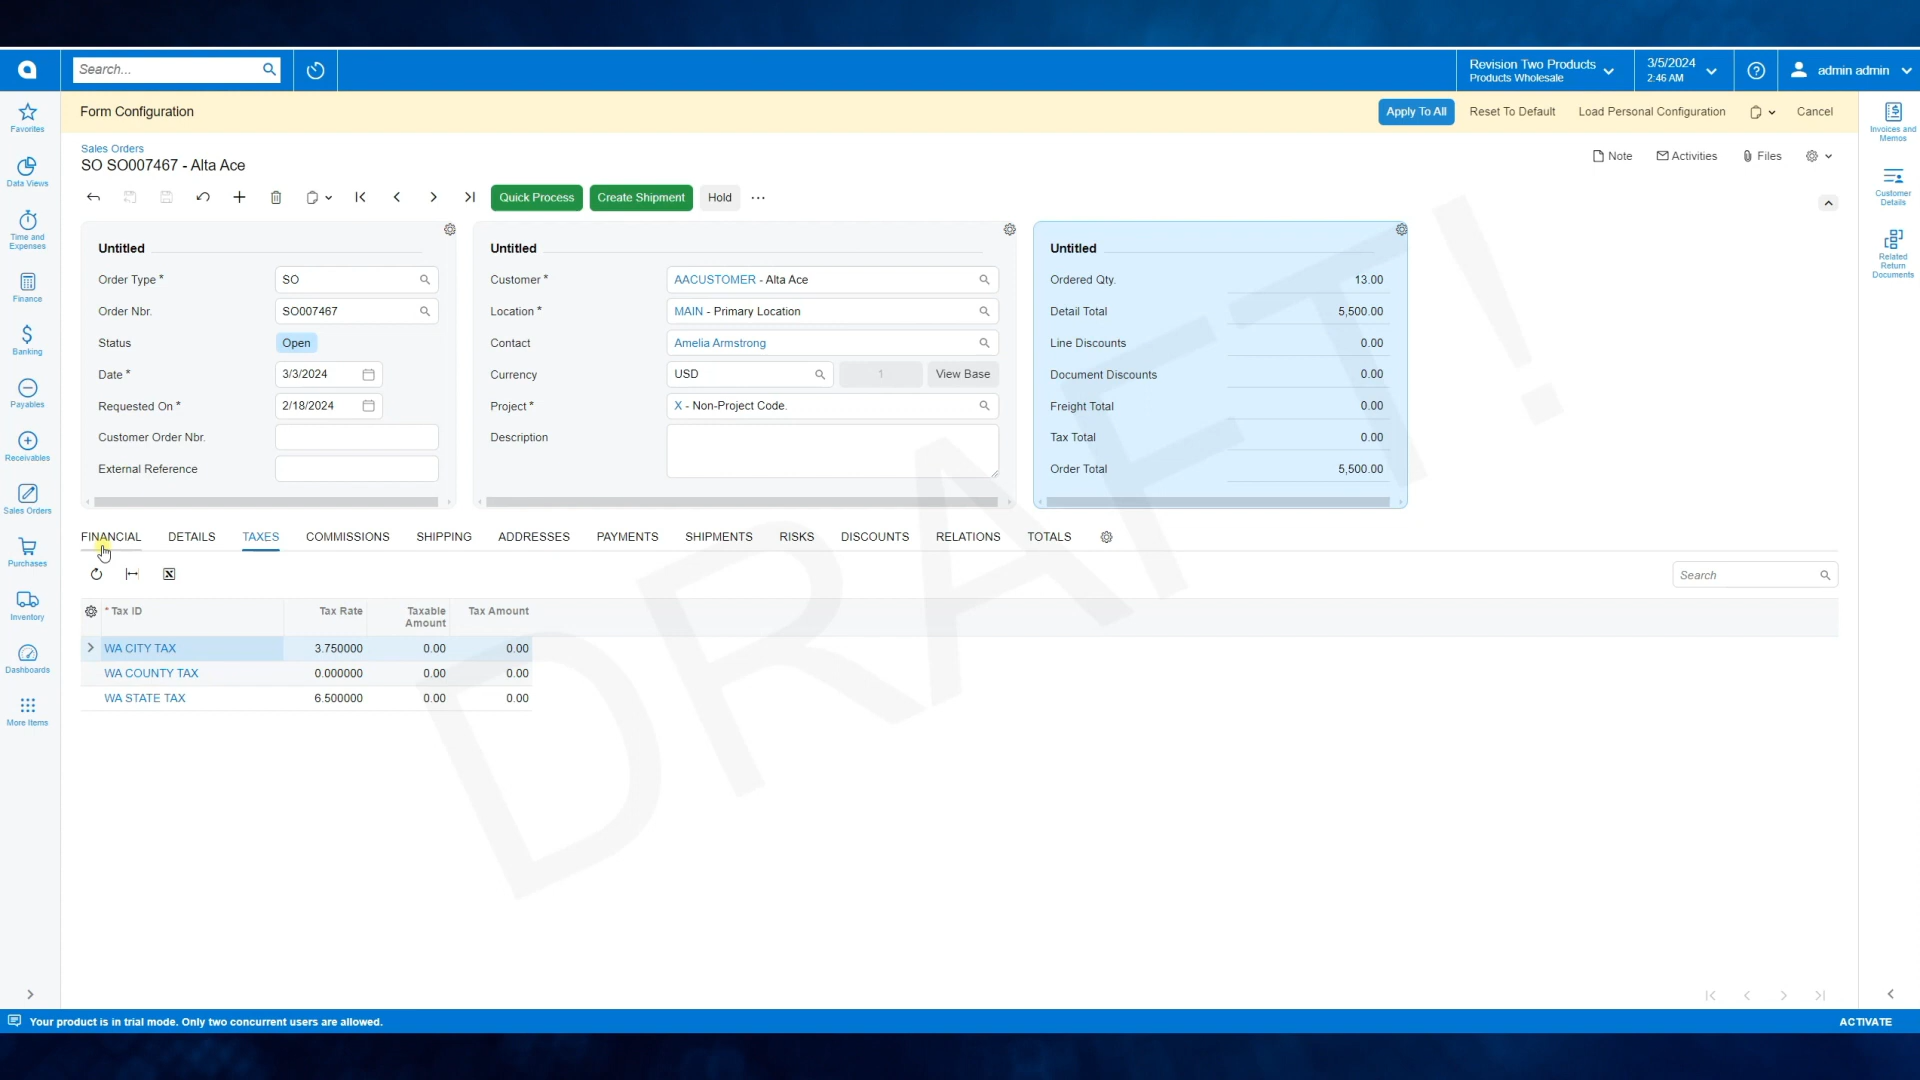 Search...
Revision Two Products
Products Wholesale
3/5/2024
2:46 AM
admin admin
Form Configuration
Apply To All
Reset To Default
Load Personal Configuration
Cancel
Favorites
Data Views
Time and
Expenses
Finance
Banking
Payables
Receivables
Sales Orders
Purchases
Inventory
Dashboards
More Items
Sales Orders
SO SO007467 - Alta Ace
Note
Activities
Files
Quick Process
Create Shipment
Hold
Untitled
Order Type *
SO
Order Nbr.
SO007467
Status
Open
Date *
3/3/2024
Requested On *
2/18/2024
Customer Order Nbr.
External Reference
Untitled
Customer *
AACUSTOMER - Alta Ace
Location *
MAIN - Primary Location
Contact
Amelia Armstrong
Currency
USD
1
View Base
Project *
X - Non-Project Code.
Description
Untitled
Ordered Qty.
13.00
Detail Total
5,500.00
Line Discounts
0.00
Document Discounts
0.00
Freight Total
0.00
Tax Total
0.00
Order Total
5,500.00
FINANCIAL
DETAILS
TAXES
COMMISSIONS
SHIPPING
ADDRESSES
PAYMENTS
SHIPMENTS
RISKS
DISCOUNTS
RELATIONS
TOTALS
Search
* Tax ID
Tax Rate
Taxable
Amount
Tax Amount
WA CITY TAX 3.750000 0.00 0.00
WA COUNTY TAX 0.000000 0.00 0.00
WA STATE TAX 6.500000 0.00 0.00
DRAFT!
Invoices and
Memos
Customer
Details
Related
Return
Documents
Your product is in trial mode. Only two concurrent users are allowed.
ACTIVATE